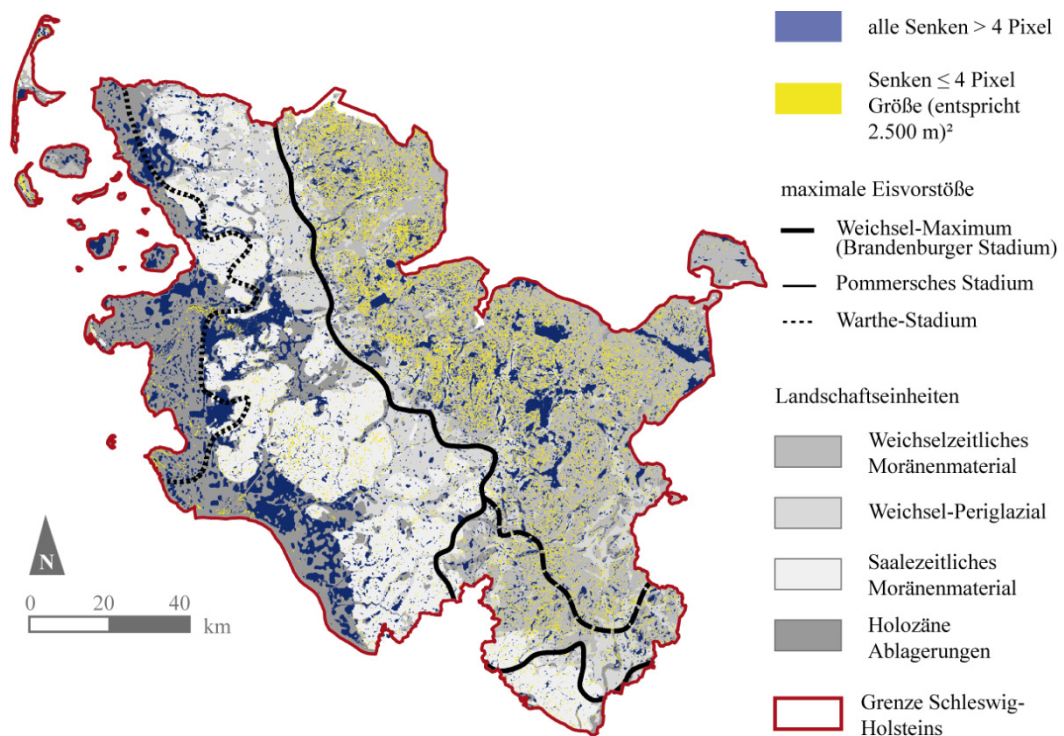 alle Senken > 4 Pixel
Senken ≤ 4 Pixel
Größe (entspricht
2.500 m)²
maximale Eisvorstöße
Weichsel-Maximum
(Brandenburger Stadium)
Pommersches Stadium
Warthe-Stadium
Landschaftseinheiten
Weichselzeitliches
Moränenmaterial
Weichsel-Periglazial
Saalezeitliches
Moränenmaterial
Holozäne
Ablagerungen
Grenze Schleswig-
Holsteins
N
0 20 40
km